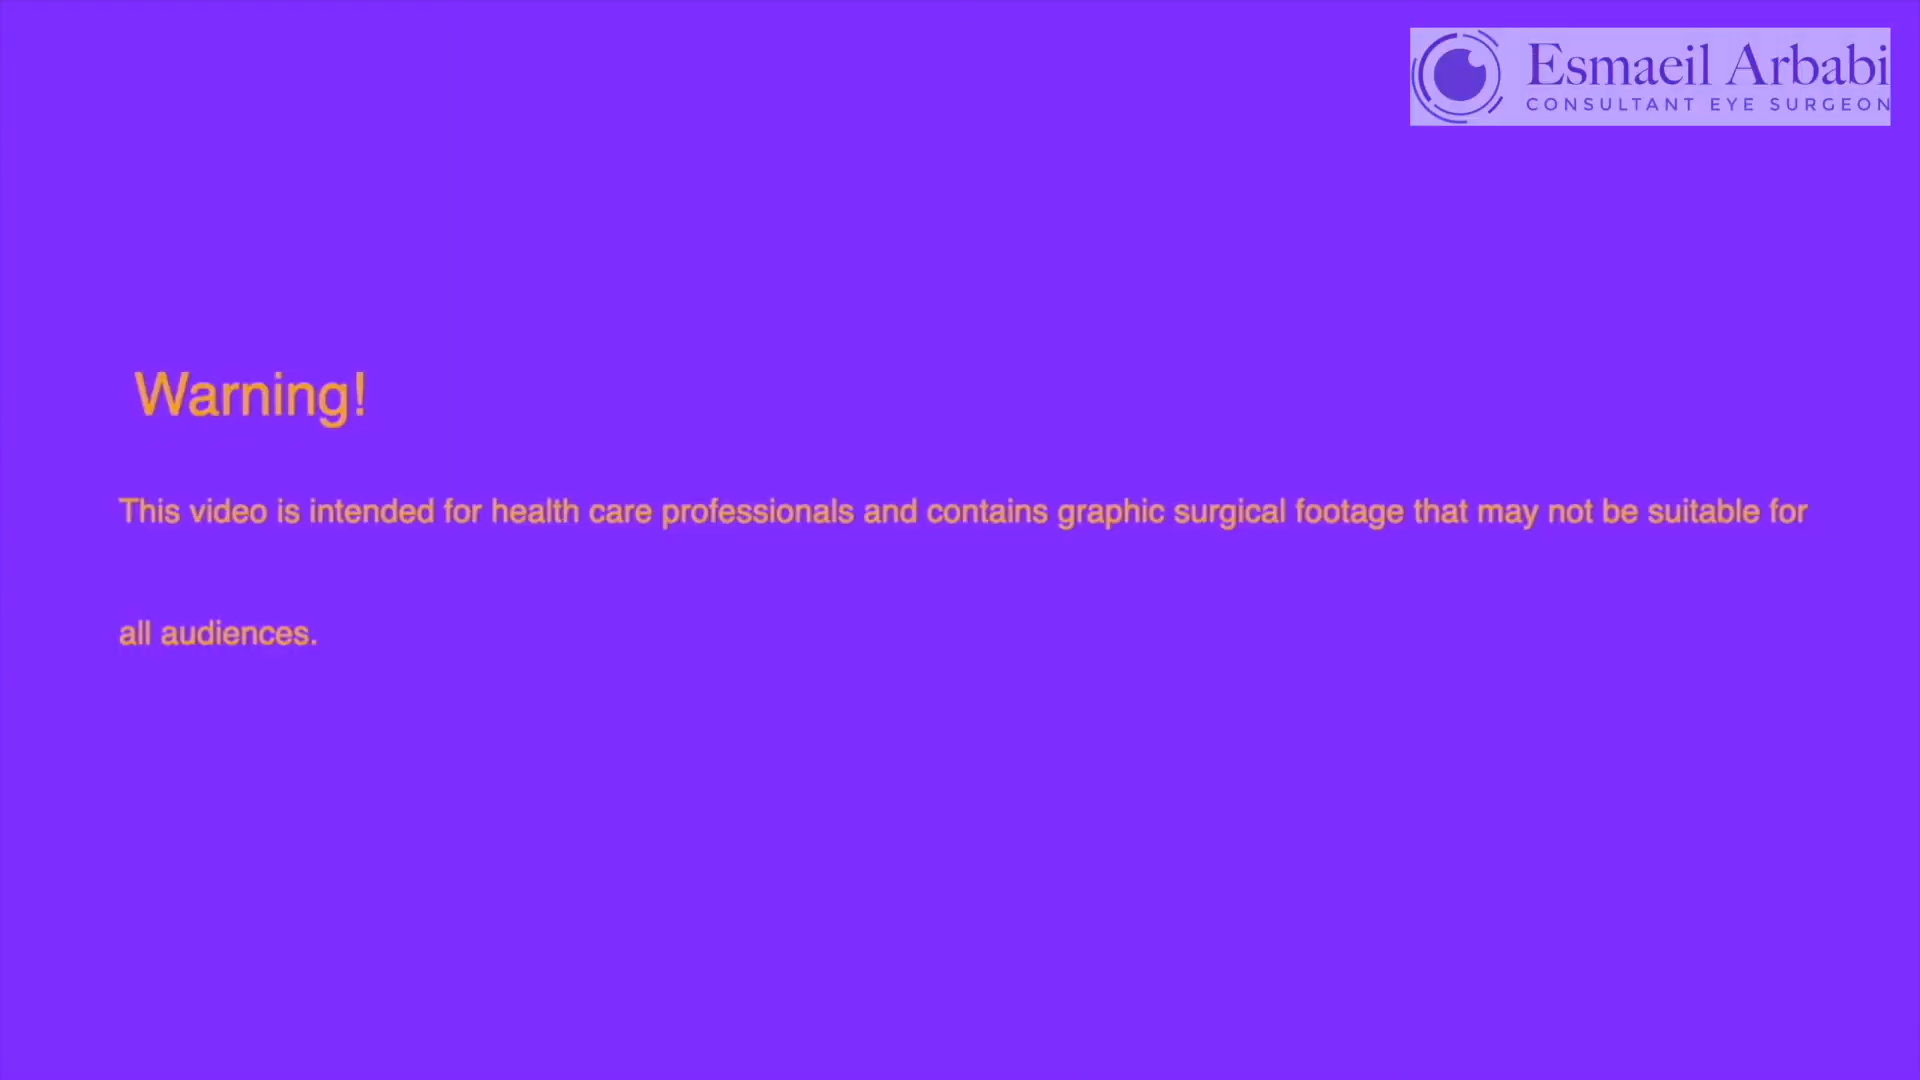 Esmaeil Arbabi
CONSULTANT EYE SURGEON
Warning!
This video is intended for health care professionals and contains graphic surgical footage that may not be suitable for
all audiences.